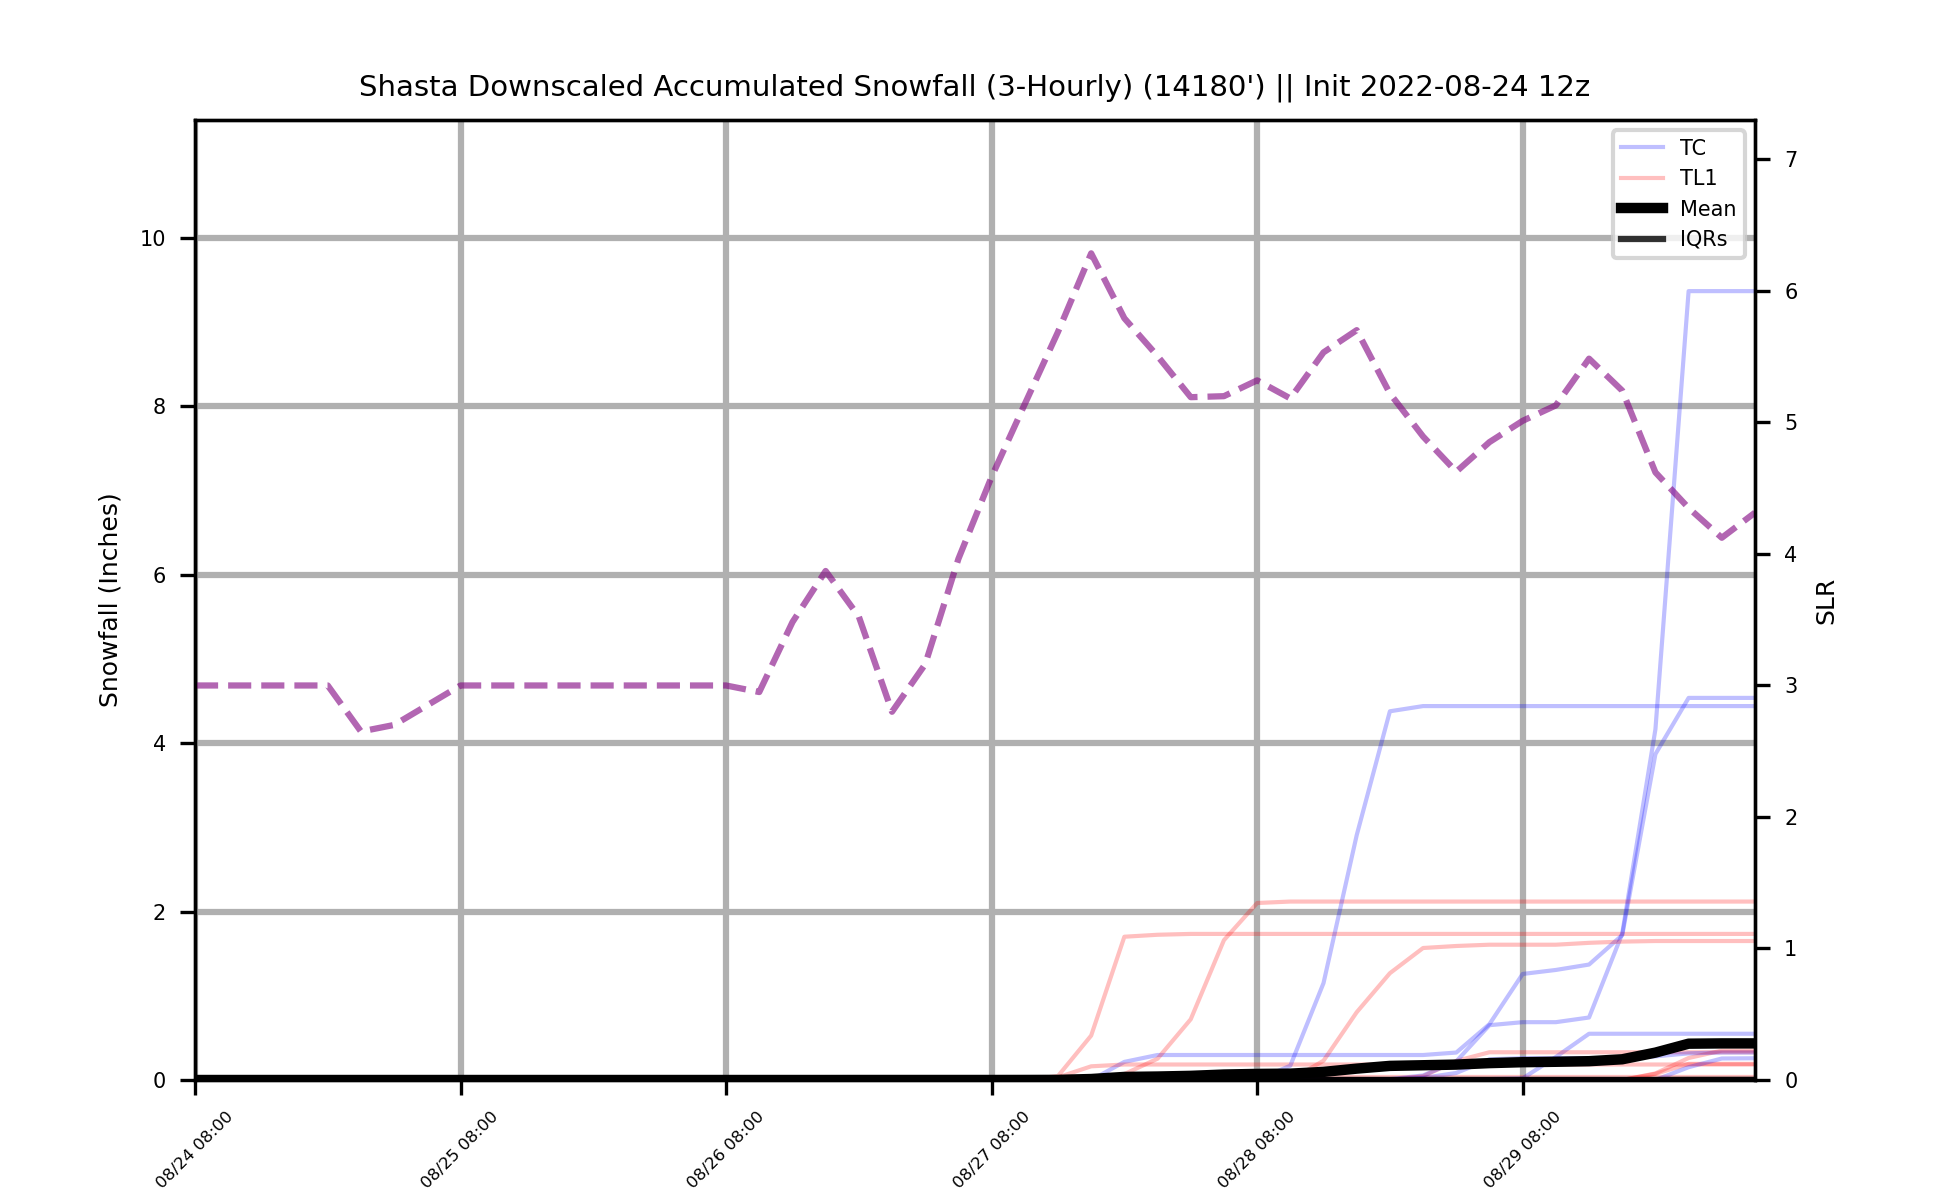 Shasta Downscaled Accumulated Snowfall (3-Hourly) (14180') || Init 2022-08-24 12z
TC
TL1
Mean
IQRs
Snowfall (Inches)
10
8
6
4
2
0
7
6
5
4
3
2
1
0
SLR
08/24 08:00
08/25 08:00
08/26 08:00
08/27 08:00
08/28 08:00
08/29 08:00